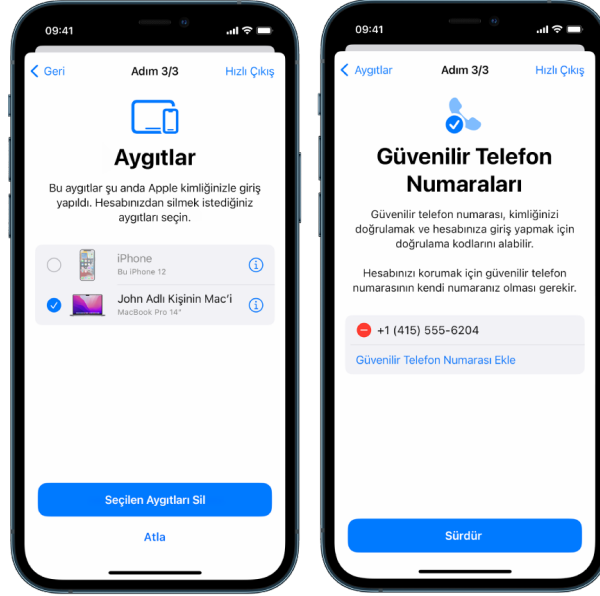 09:41
Geri
Adım 3/3
Hızlı Çıkış
Aygıtlar
Bu aygıtlar şu anda Apple kimliğinizle giriş
yapıldı. Hesabınızdan silmek istediğiniz
aygıtları seçin.
iPhone
Bu iPhone 12
John Adlı Kişinin Mac'i
MacBook Pro 14"
Seçilen Aygıtları Sil
Atla
09:41
Aygıtlar
Adım 3/3
Hızlı Çıkış
Güvenilir Telefon
Numaraları
Güvenilir telefon numarası, kimliğinizi
doğrulamak ve hesabınıza giriş yapmak için
doğrulama kodlarını alabilir.
Hesabınızı korumak için güvenilir telefon
numarasının kendi numaranız olması gerekir.
+1 (415) 555-6204
Güvenilir Telefon Numarası Ekle
Sürdür